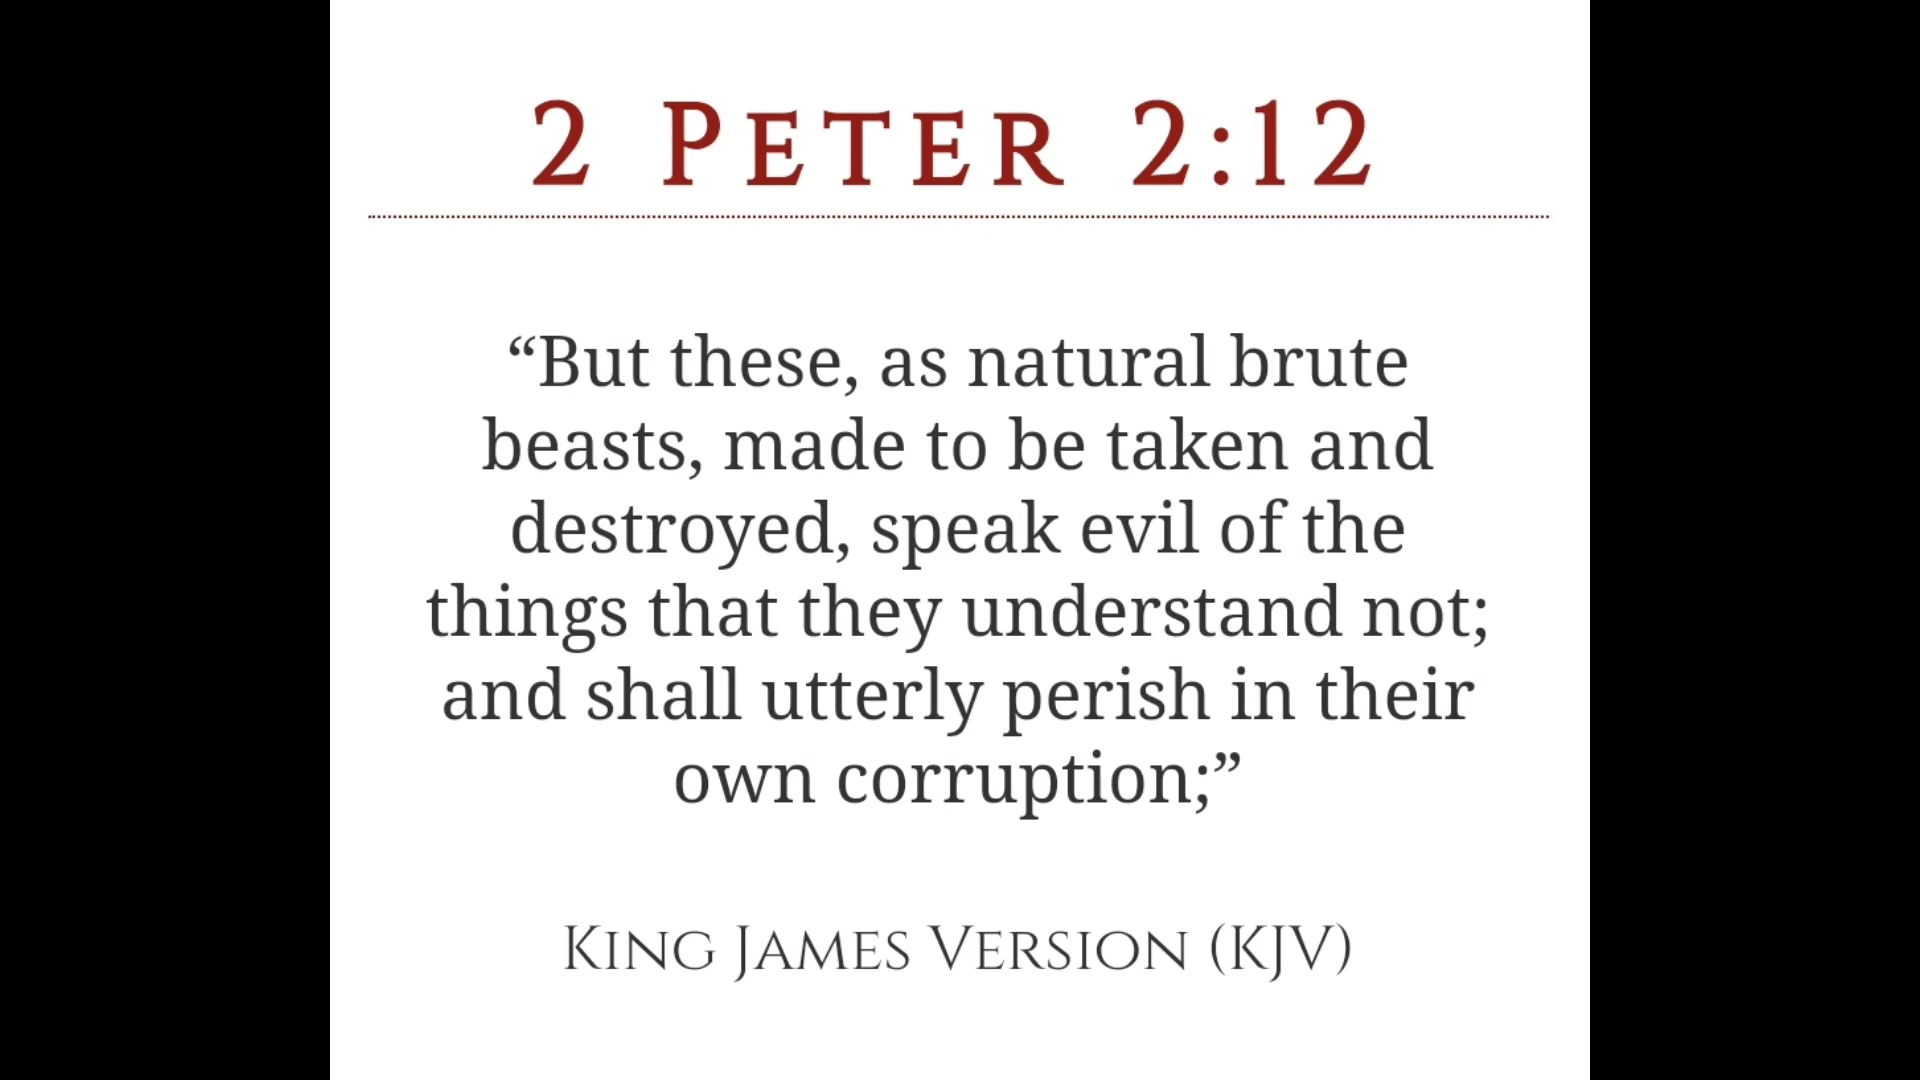 2 Peter 2:12
“But these, as natural brute
beasts, made to be taken and
destroyed, speak evil of the
things that they understand not;
and shall utterly perish in their
own corruption;”
King James Version (KJV)